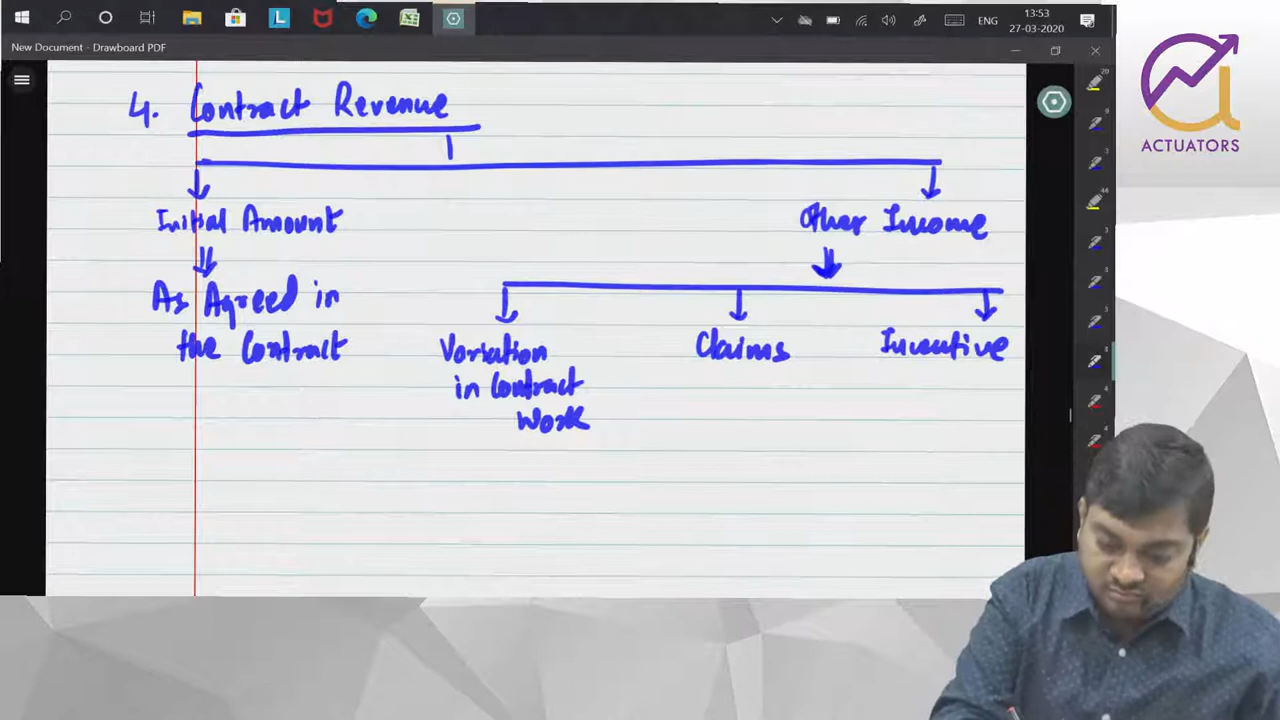 13:53
ENG
27-03-2020
New Document - Drawboard PDF
4. Contract Revenue
Initial Amount
Other Income
As Agreed in
the Contract
Variation
in Contract
Work
Claims
Incentive
ACTUATORS